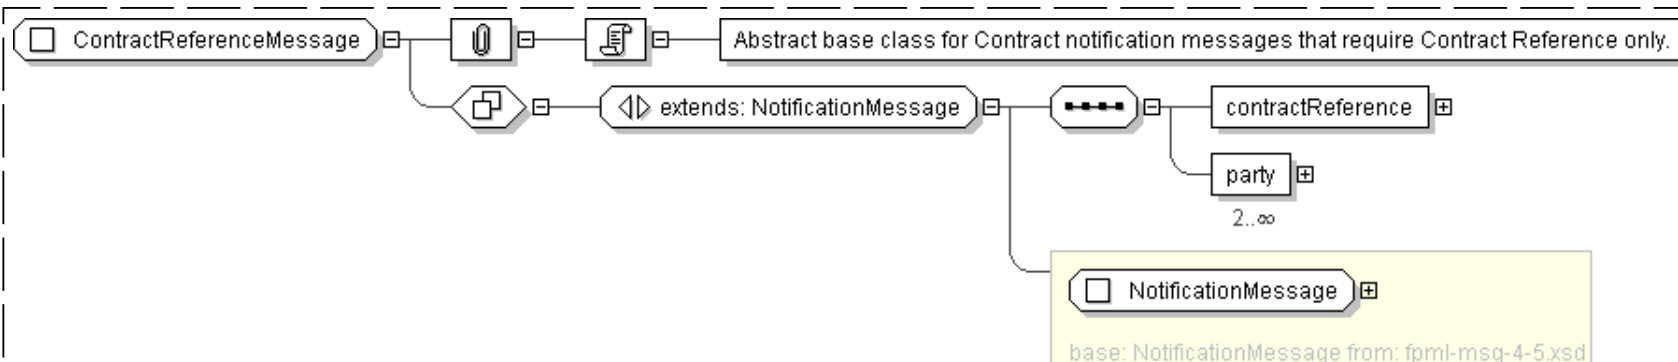 ContractReferenceMessage
Abstract base class for Contract notification messages that require Contract Reference only.
extends: NotificationMessage
contractReference
party
2..∞
NotificationMessage
base: NotificationMessage from: fpml-msg-4-5.xsd